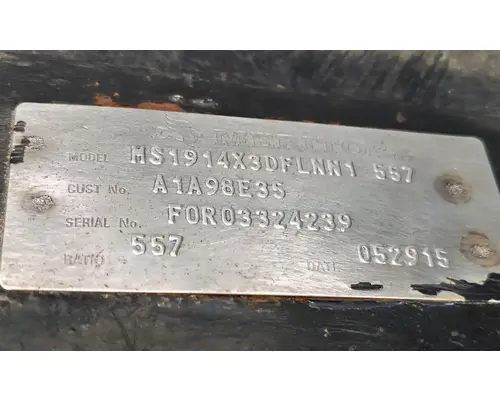 MODEL HS1914X3DFLNN1 557
CUST No. A1A98E35
SERIAL No. FOR03324239
RATIO 557 DATE 052915